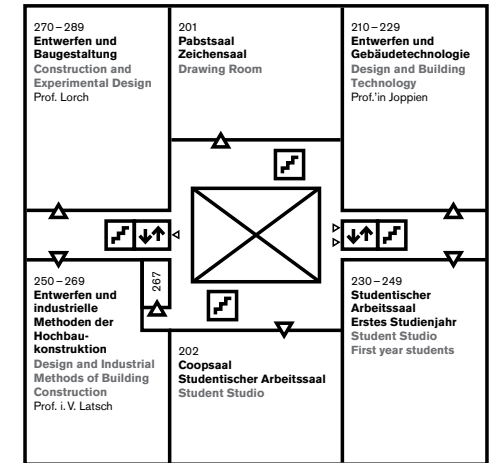 270–289
Entwerfen und
Baugestaltung
Construction and
Experimental Design
Prof. Lorch
201
Pabstsaal
Zeichensaal
Drawing Room
210–229
Entwerfen und
Gebäudetechnologie
Design and Building
Technology
Prof.'in Joppien
250–269
Entwerfen und
industrielle
Methoden der
Hochbau-
konstruktion
Design and Industrial
Methods of Building
Construction
Prof. i. V. Latsch
267
202
Coopsaal
Studentischer Arbeitssaal
Student Studio
230–249
Studentischer
Arbeitssaal
Erstes Studienjahr
Student Studio
First year students